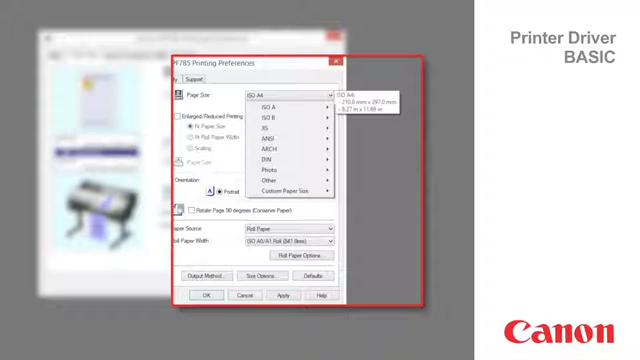 Printer Driver
BASIC
PF785 Printing Preferences
Support
Page Size:
ISO A4
ISO A4:
- 210.0 mm x 297.0 mm
- 8.27 in x 11.69 in
Enlarged/Reduced Printing
ISO A
Fit Paper Size
ISO B
Fit Roll Paper Width
JIS
Scaling
ANSI
Paper Size
ARCH
DIN
Photo
Orientation:
Other
A
Portrait
Custom Paper Size
Rotate Page 90 degrees (Conserve Paper)
Paper Source
Roll Paper
Roll Paper Width:
ISO A0/A1 Roll (841.0mm)
Roll Paper Options...
Output Method...
Size Options...
Defaults
OK
Cancel
Apply
Help
Canon